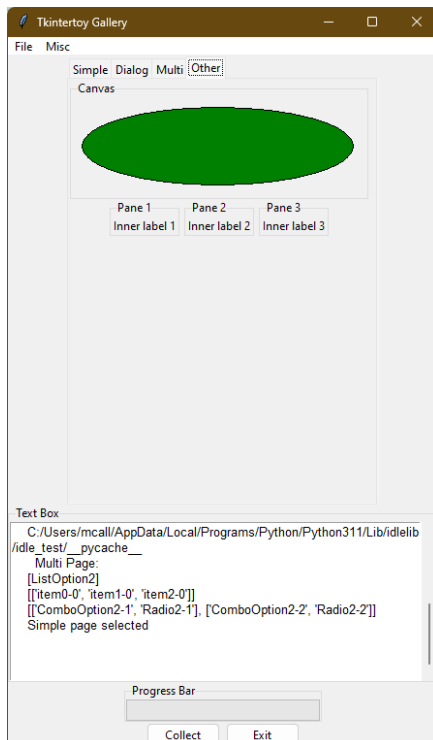 Tkintertoy Gallery
File Misc
Simple Dialog Multi Other
Canvas
Pane 1 Pane 2 Pane 3
Inner label 1 Inner label 2 Inner label 3
Text Box
C:/Users/mcall/AppData/Local/Programs/Python/Python311/Lib/idlelib
/idle_test/__pycache__
Multi Page:
[ListOption2]
[['item0-0', 'item1-0', 'item2-0']]
[['ComboOption2-1', 'Radio2-1'], ['ComboOption2-2', 'Radio2-2']]
Simple page selected
Progress Bar
Collect Exit